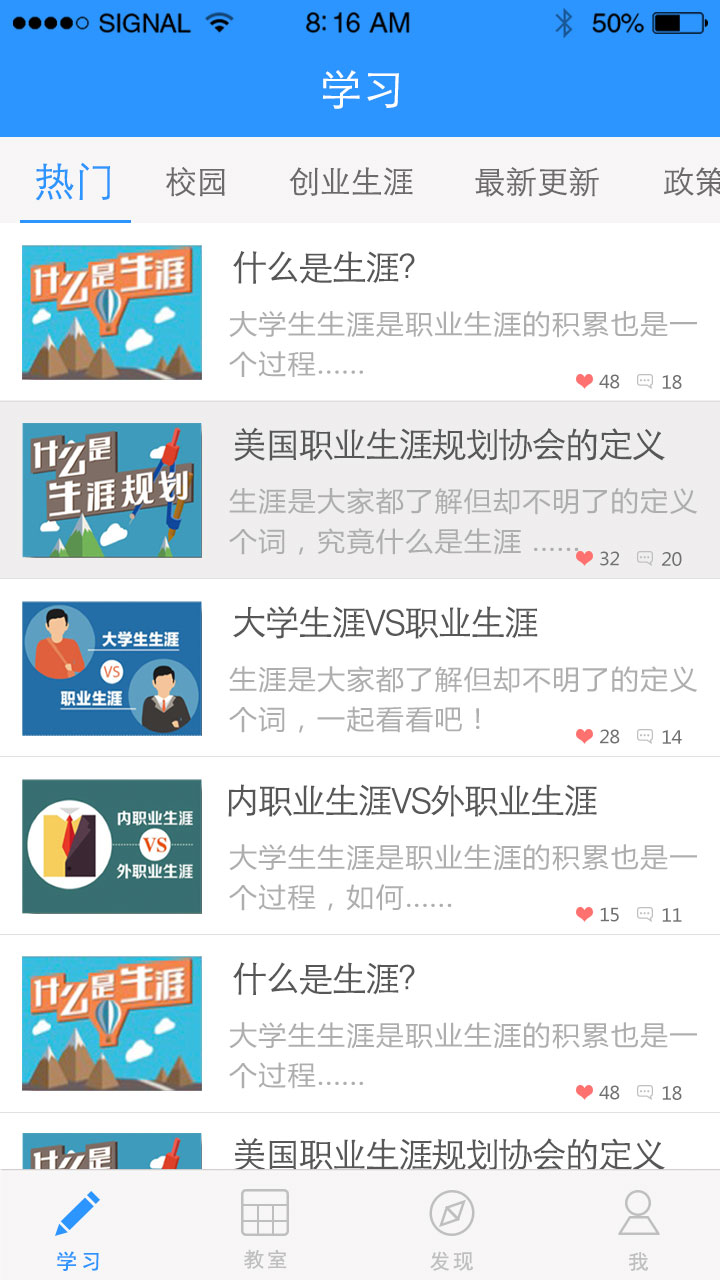 SIGNAL 8:16 AM 50%
学习
热门 校园 创业生涯 最新更新 政策
什么是生涯
什么是生涯?
大学生生涯是职业生涯的积累也是一
个过程......
48 18
什么是
生涯规划
美国职业生涯规划协会的定义
生涯是大家都了解但却不明了的定义
个词，究竟什么是生涯 ......
32 20
大学生生涯
VS
职业生涯
大学生涯VS职业生涯
生涯是大家都了解但却不明了的定义
个词，一起看看吧！
28 14
内职业生涯
VS
外职业生涯
内职业生涯VS外职业生涯
大学生生涯是职业生涯的积累也是一
个过程，如何......
15 11
什么是生涯
什么是生涯?
大学生生涯是职业生涯的积累也是一
个过程......
48 18
什么是
美国职业生涯规划协会的定义
学习 教室 发现 我